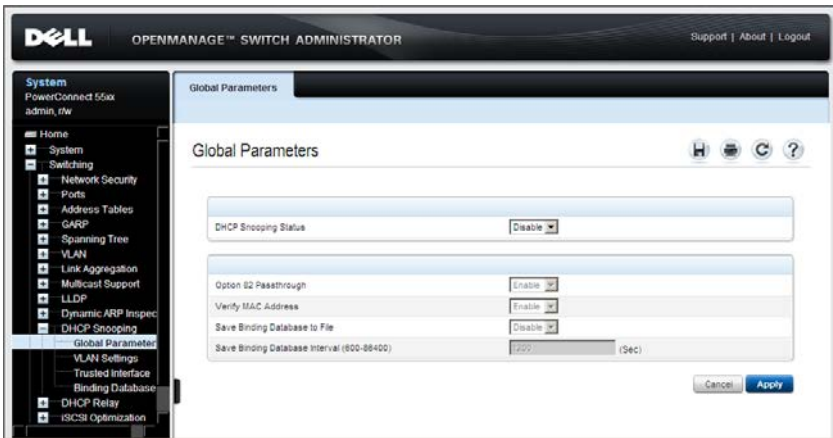 DELL OPENMANAGE™ SWITCH ADMINISTRATOR
Support | About | Logout
System
PowerConnect 55xx
admin, r/w
Home
System
Switching
Network Security
Ports
Address Tables
GARP
Spanning Tree
VLAN
Link Aggregation
Multicast Support
LLDP
Dynamic ARP Inspec
DHCP Snooping
Global Parameter
VLAN Settings
Trusted Interface
Binding Database
DHCP Relay
iSCSI Optimization
Global Parameters
Global Parameters
DHCP Snooping Status Disable
Option 82 Passthrough Enable
Verify MAC Address Enable
Save Binding Database to File Disable
Save Binding Database Interval (600-86400) (Sec)
Cancel Apply